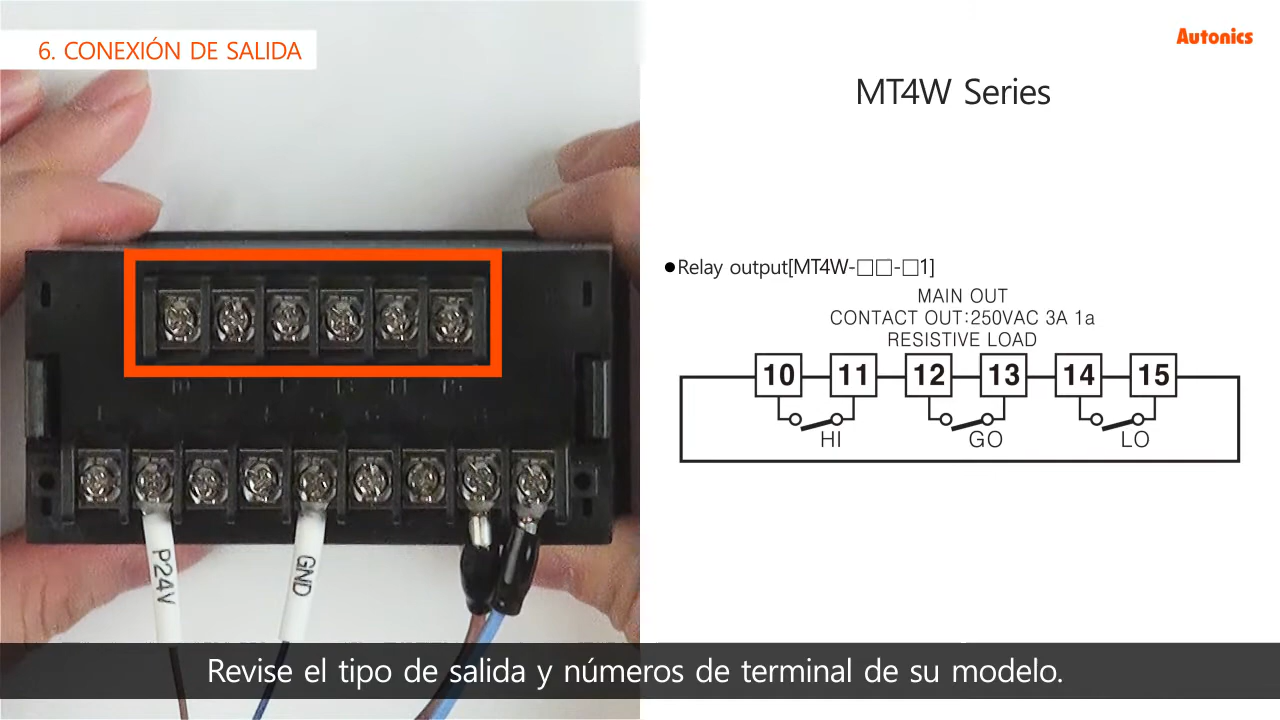 6. CONEXIÓN DE SALIDA
Autonics
MT4W Series
●Relay output[MT4W-□□-□1]
MAIN OUT
CONTACT OUT:250VAC 3A 1a
RESISTIVE LOAD
10 11 12 13 14 15
HI GO LO
P24V
GND
Revise el tipo de salida y números de terminal de su modelo.